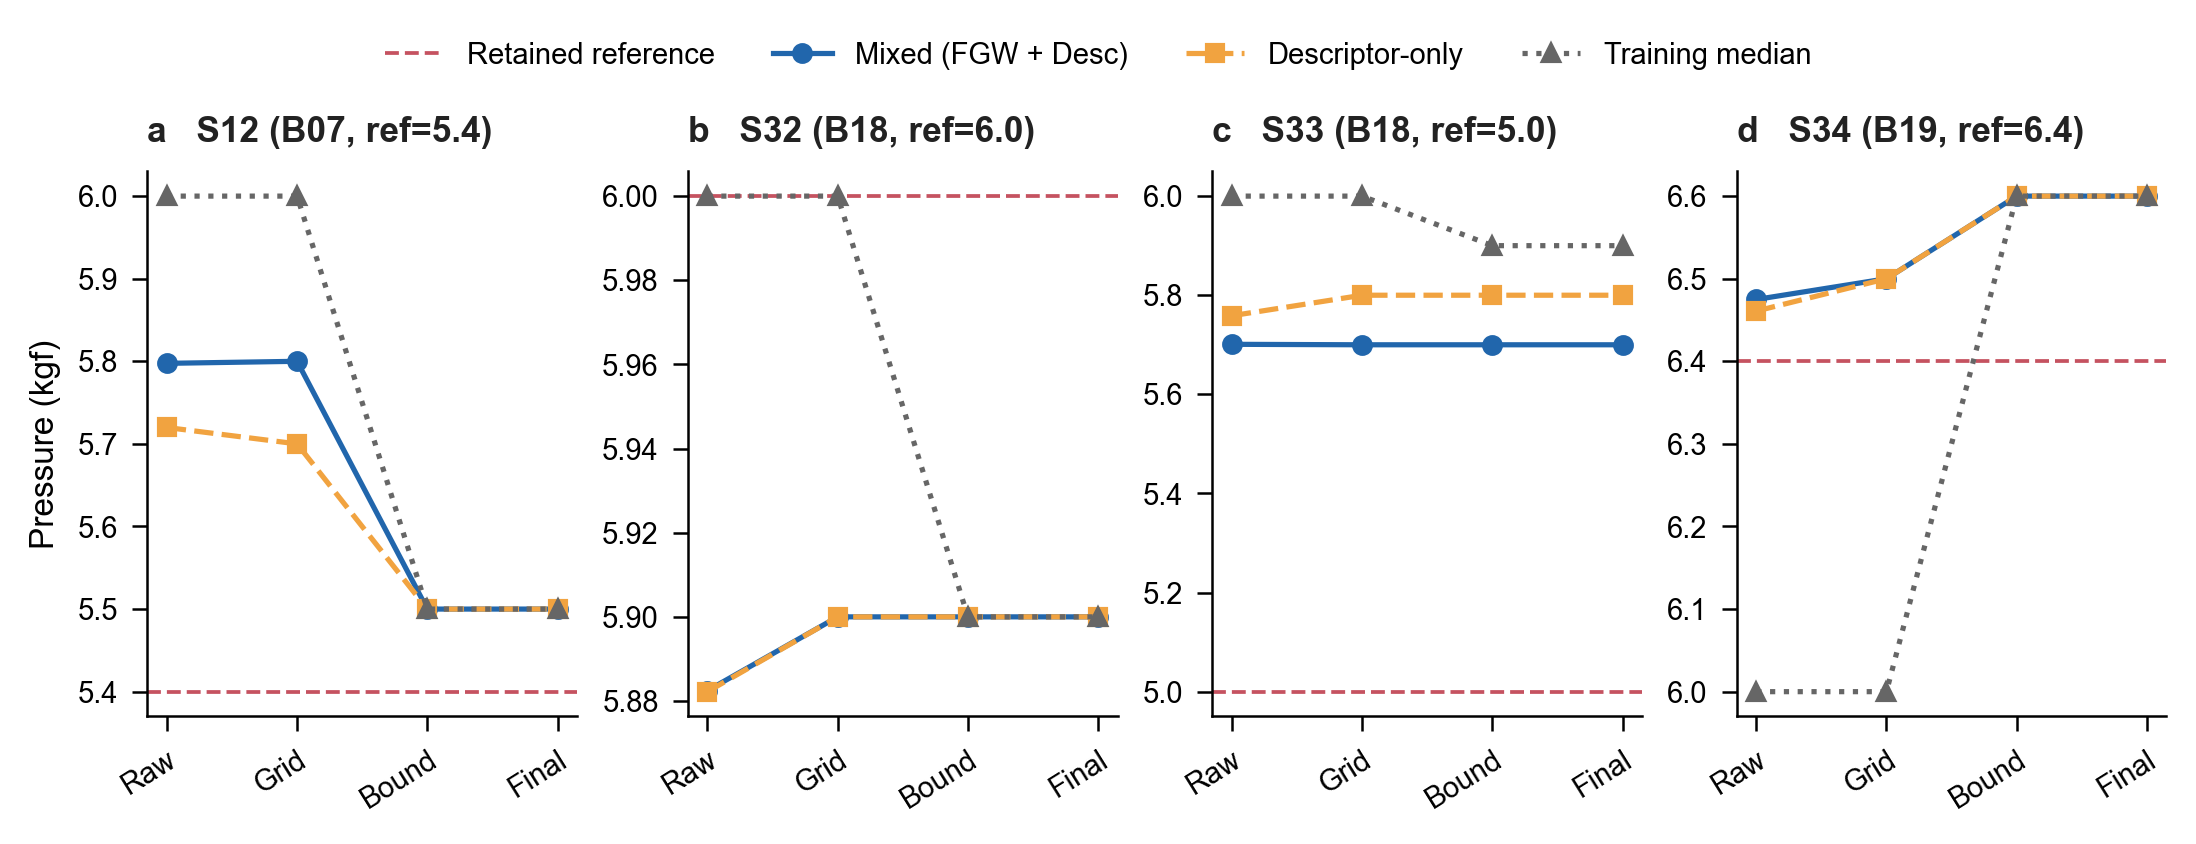 Retained reference
Mixed (FGW + Desc)
Descriptor-only
Training median
a S12 (B07, ref=5.4)
b S32 (B18, ref=6.0)
c S33 (B18, ref=5.0)
d S34 (B19, ref=6.4)
Pressure (kgf)
6.0
5.9
5.8
5.7
5.6
5.5
5.4
Raw
Grid
Bound
Final
6.00
5.98
5.96
5.94
5.92
5.90
5.88
Raw
Grid
Bound
Final
6.0
5.8
5.6
5.4
5.2
5.0
Raw
Grid
Bound
Final
6.6
6.5
6.4
6.3
6.2
6.1
6.0
Raw
Grid
Bound
Final